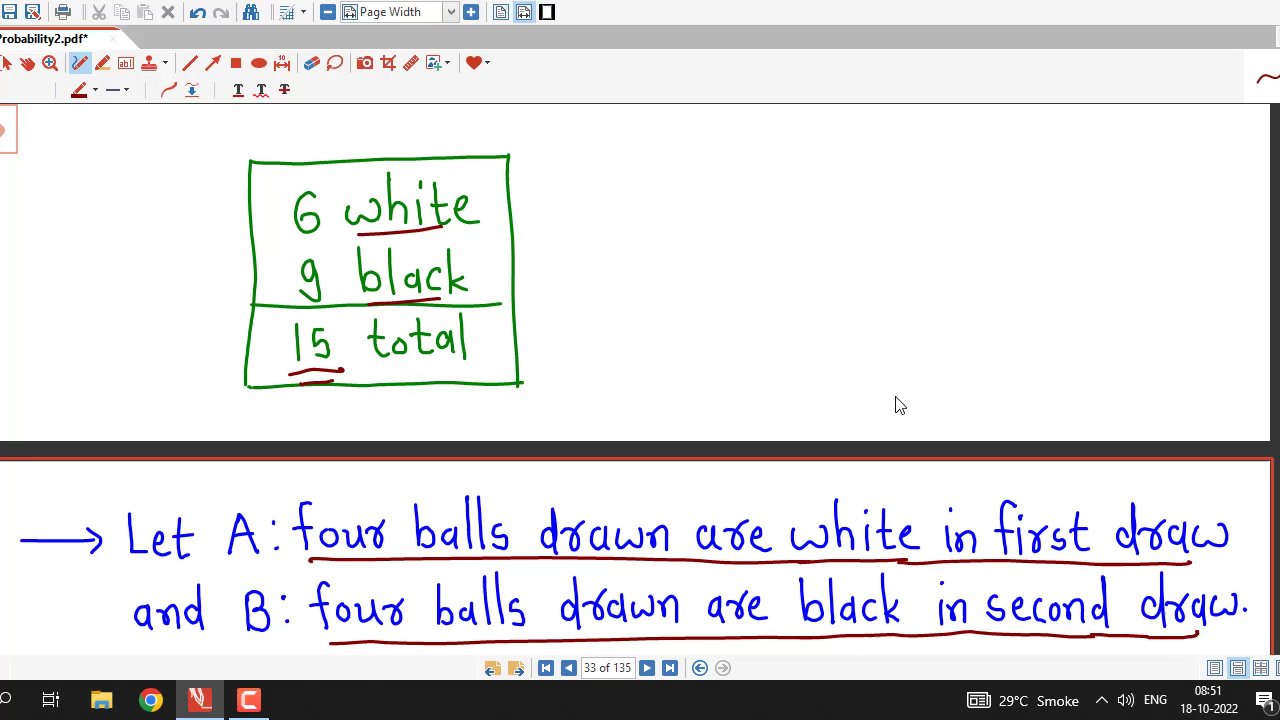 Page Width
Probability2.pdf*
6 white
9 black
15 total
Let A: four balls drawn are white in first draw
and B: four balls drawn are black in second draw.
33 of 135
29°C Smoke
ENG
08:51
18-10-2022